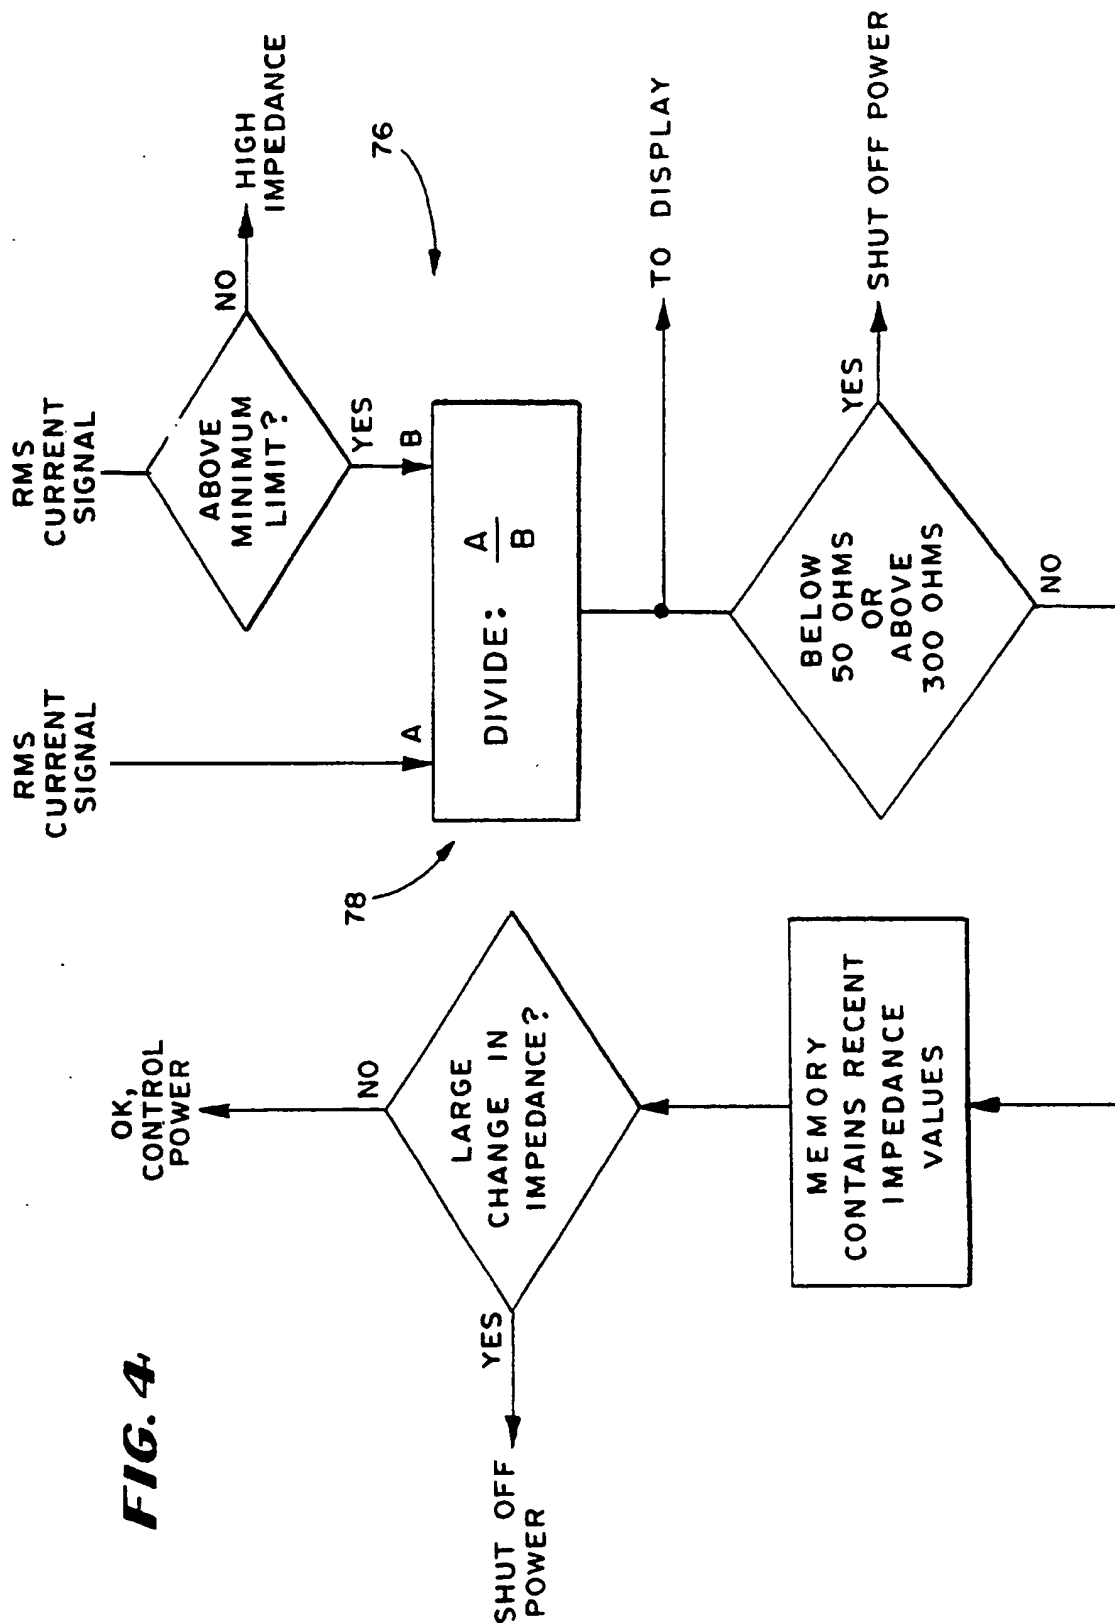 FIG. 4
RMS
CURRENT
SIGNAL
RMS
CURRENT
SIGNAL
ABOVE
MINIMUM
LIMIT?
NO
HIGH
IMPEDANCE
YES
A
B
76
78
DIVIDE: A
B
TO DISPLAY
BELOW
50 OHMS
OR
ABOVE
300 OHMS
YES
SHUT OFF POWER
NO
MEMORY
CONTAINS RECENT
IMPEDANCE
VALUES
LARGE
CHANGE IN
IMPEDANCE?
YES
SHUT OFF
POWER
NO
OK,
CONTROL
POWER